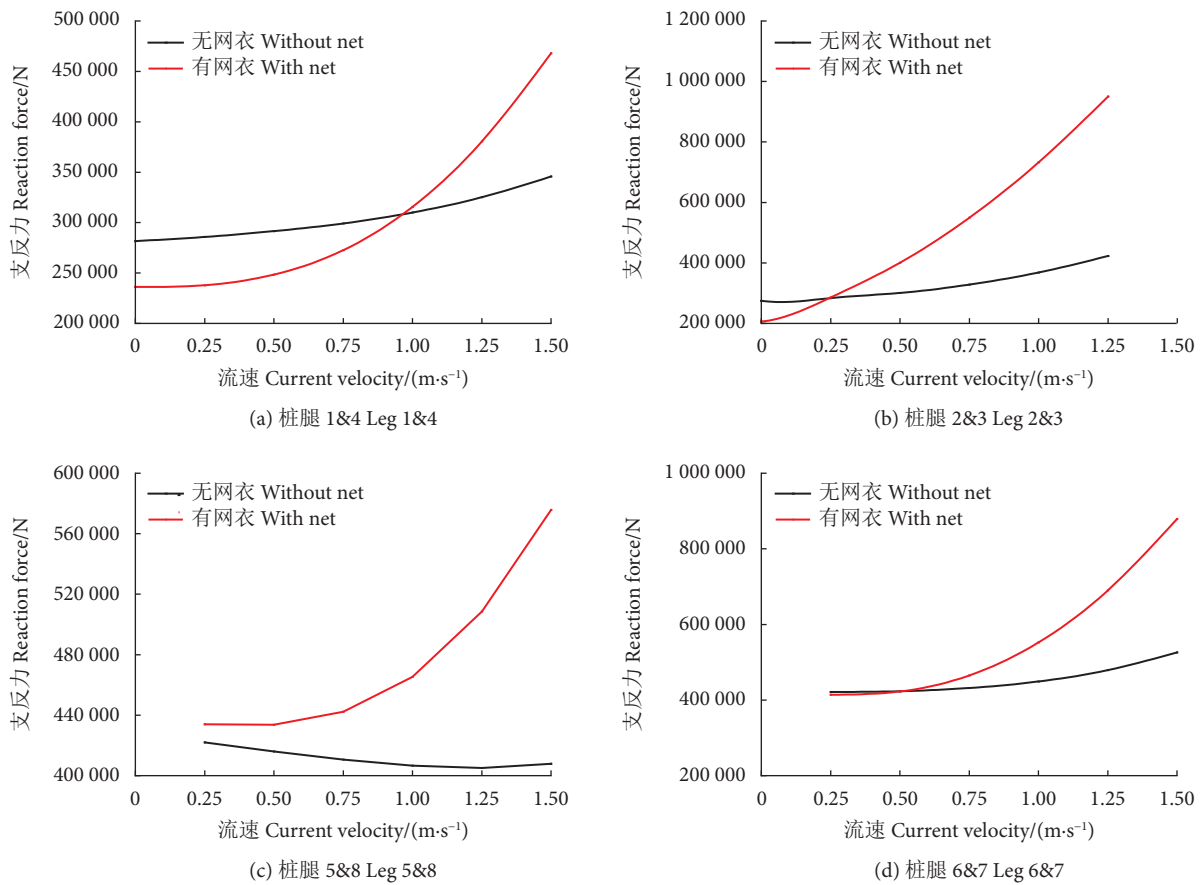 500 000
450 000
400 000
350 000
300 000
250 000
200 000
支反力 Reaction force/N
无网衣 Without net
有网衣 With net
0 0.25 0.50 0.75 1.00 1.25 1.50
流速 Current velocity/(m·s⁻¹)
(a) 桩腿 1&4 Leg 1&4
1 200 000
1 000 000
800 000
600 000
400 000
200 000
支反力 Reaction force/N
无网衣 Without net
有网衣 With net
0 0.25 0.50 0.75 1.00 1.25 1.50
流速 Current velocity/(m·s⁻¹)
(b) 桩腿 2&3 Leg 2&3
600 000
560 000
520 000
480 000
440 000
400 000
支反力 Reaction force/N
无网衣 Without net
有网衣 With net
0 0.25 0.50 0.75 1.00 1.25 1.50
流速 Current velocity/(m·s⁻¹)
(c) 桩腿 5&8 Leg 5&8
1 000 000
800 000
600 000
400 000
200 000
支反力 Reaction force/N
无网衣 Without net
有网衣 With net
0 0.25 0.50 0.75 1.00 1.25 1.50
流速 Current velocity/(m·s⁻¹)
(d) 桩腿 6&7 Leg 6&7